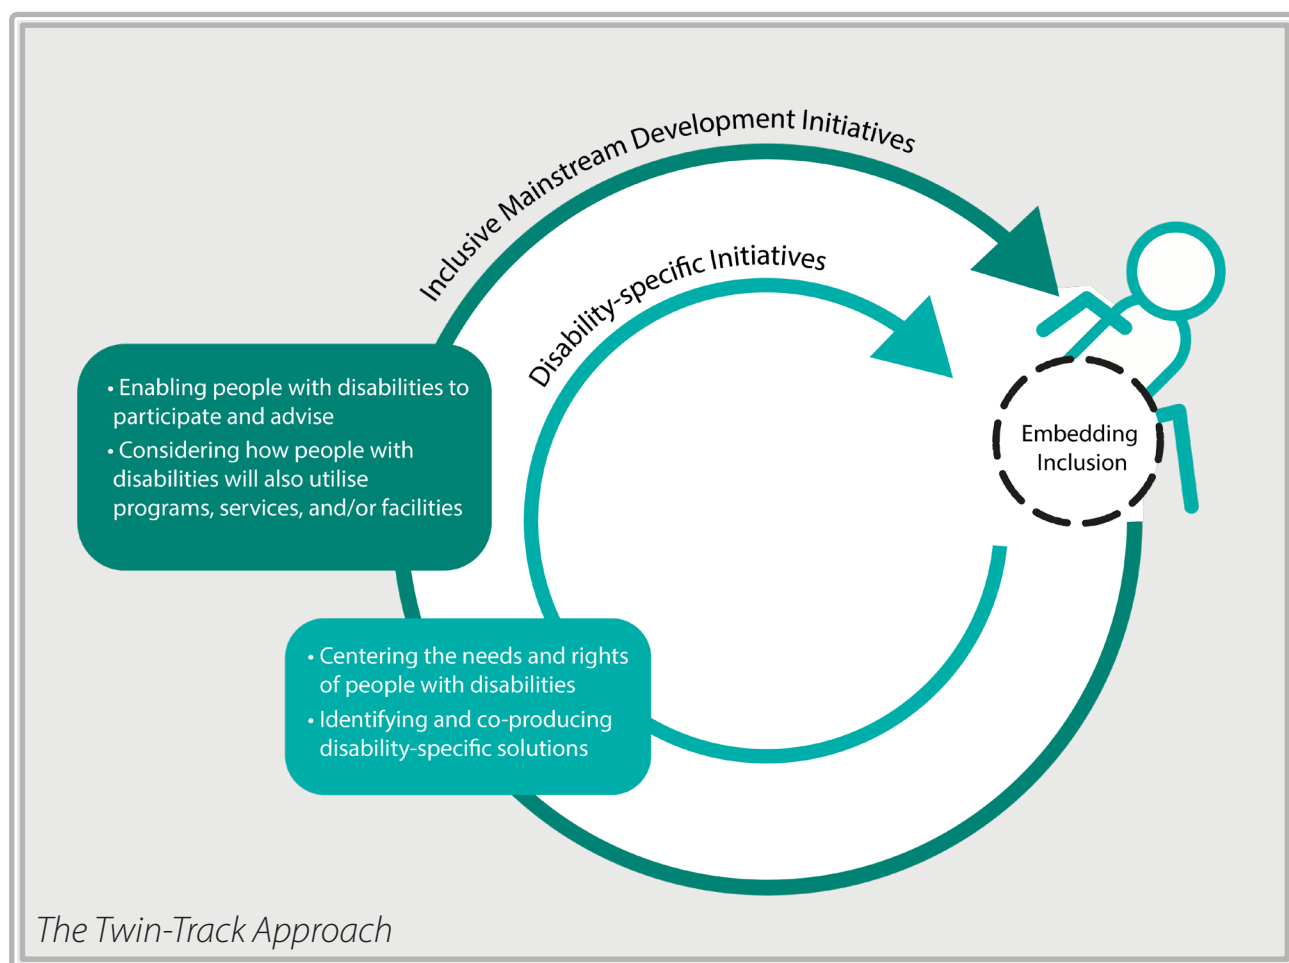 Inclusive Mainstream Development Initiatives
Disability-specific Initiatives
• Enabling people with disabilities to
participate and advise
• Considering how people with
disabilities will also utilise
programs, services, and/or facilities
Embedding
Inclusion
• Centering the needs and rights
of people with disabilities
• Identifying and co-producing
disability-specific solutions
The Twin-Track Approach